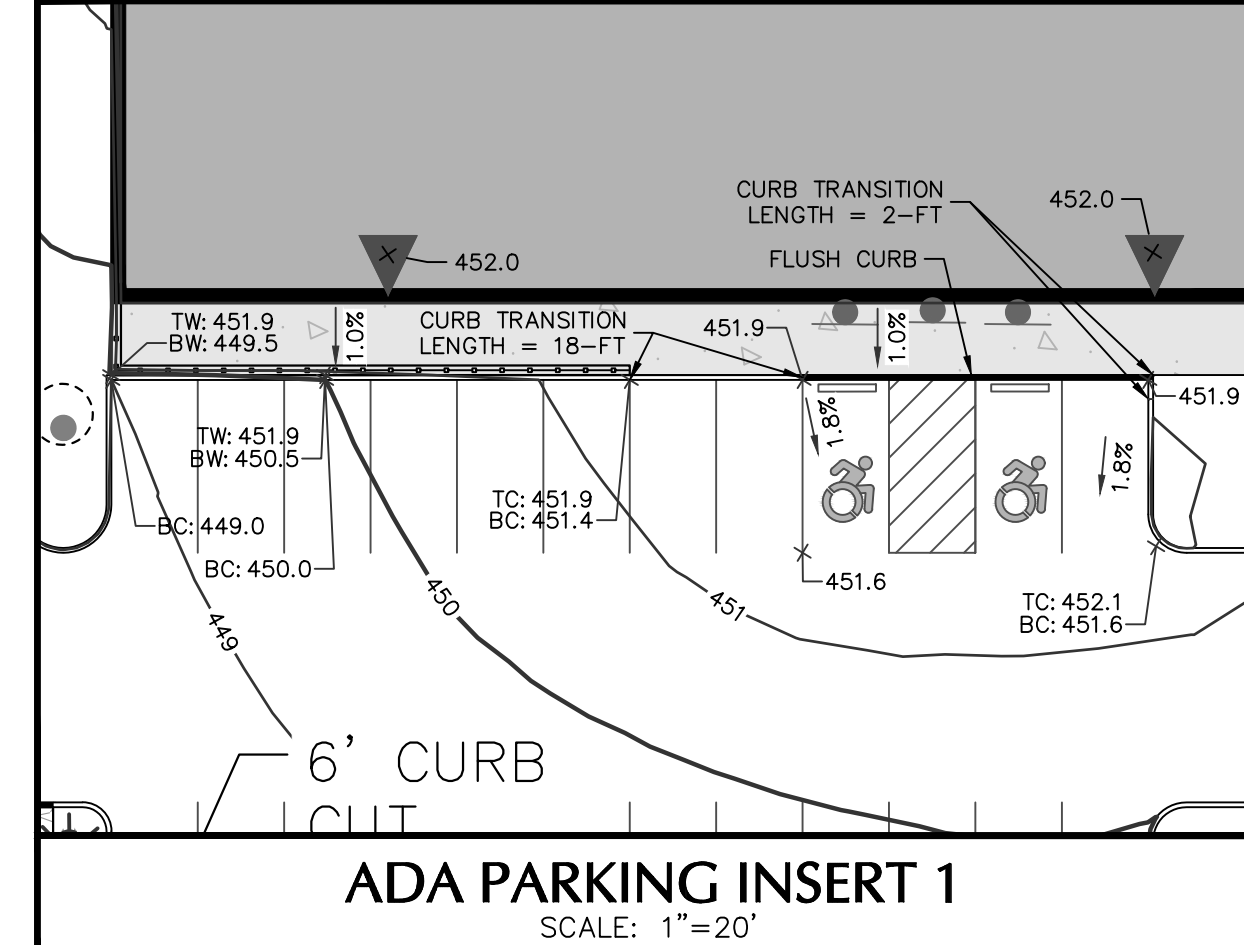 CURB TRANSITION
LENGTH = 2-FT
452.0
452.0
FLUSH CURB
TW: 451.9
BW: 449.5
1.0%
CURB TRANSITION
LENGTH = 18-FT
451.9
1.0%
451.9
TW: 451.9
BW: 450.5
1.8%
1.8%
TC: 451.9
BC: 451.4
BC: 449.0
BC: 450.0
451.6
450
451
TC: 452.1
BC: 451.6
449
6' CURB
CUT
ADA PARKING INSERT 1
SCALE: 1"=20'